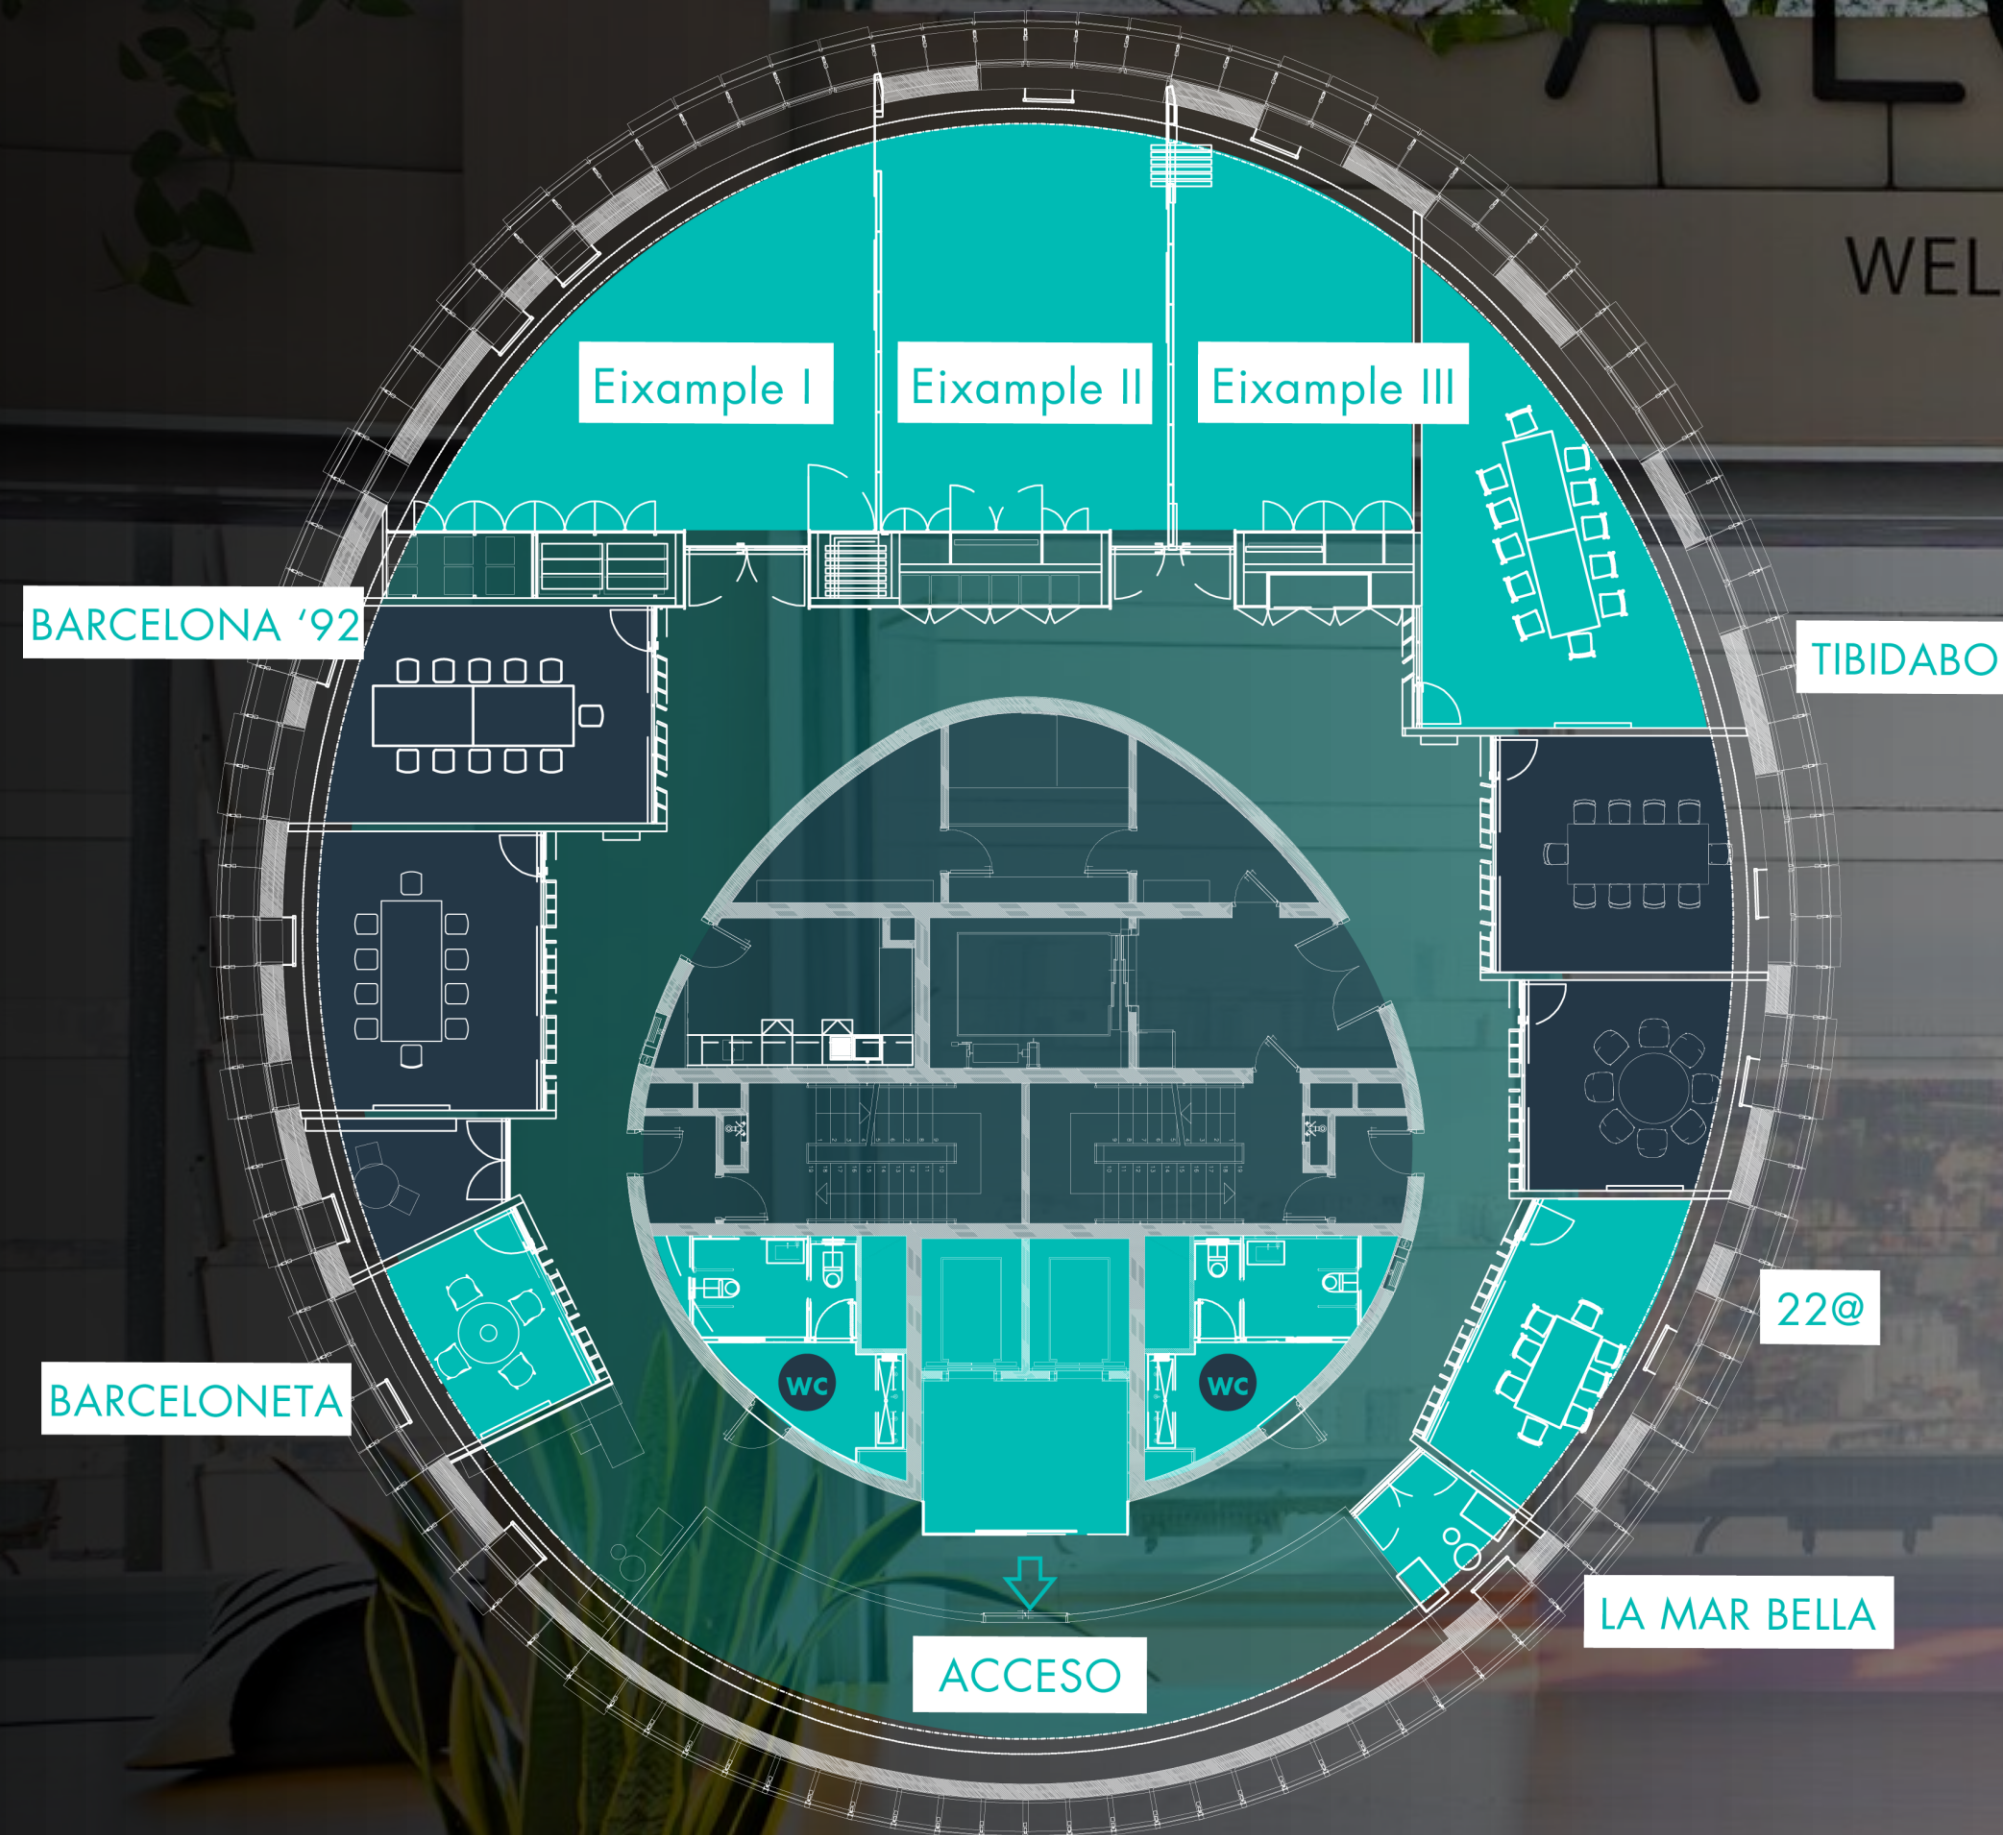 WEL
Eixample I
Eixample II
Eixample III
BARCELONA ‘92
TIBIDABO
22@
BARCELONETA
WC
WC
LA MAR BELLA
ACCESO